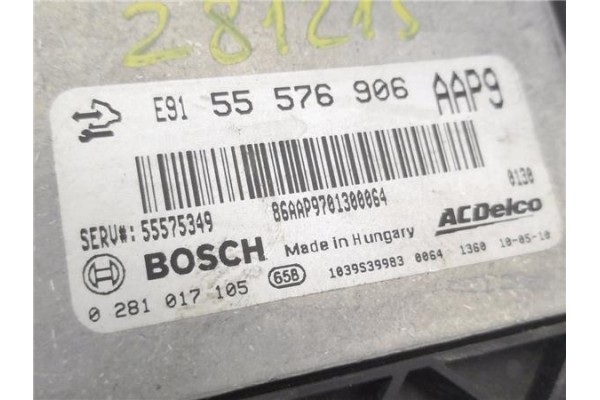 281215
E91 55 576 906 AAP9
86AAP9701300064 0130
SERV#: 55575349
BOSCH Made in Hungary ACDelco
0 281 017 105 658 1039S39983 0064 1360 10-05-10